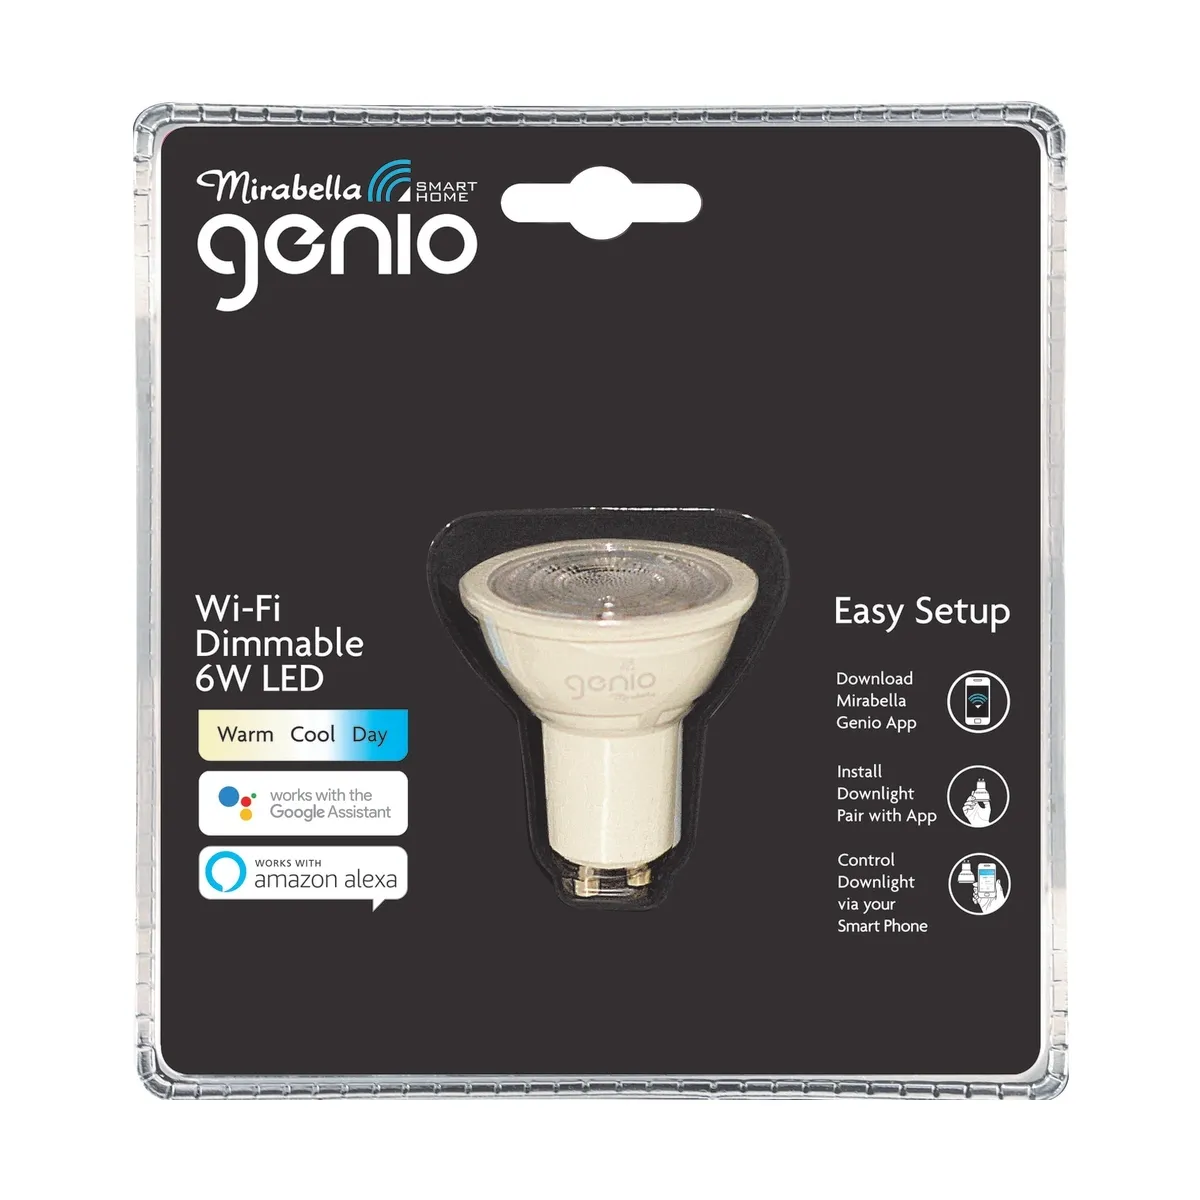 Mirabella SMART HOME
genio
Wi-Fi
Dimmable
6W LED
Warm Cool Day
works with the
Google Assistant
WORKS WITH
amazon alexa
genio
Mirabella
Easy Setup
Download
Mirabella
Genio App
Install
Downlight
Pair with App
Control
Downlight
via your
Smart Phone